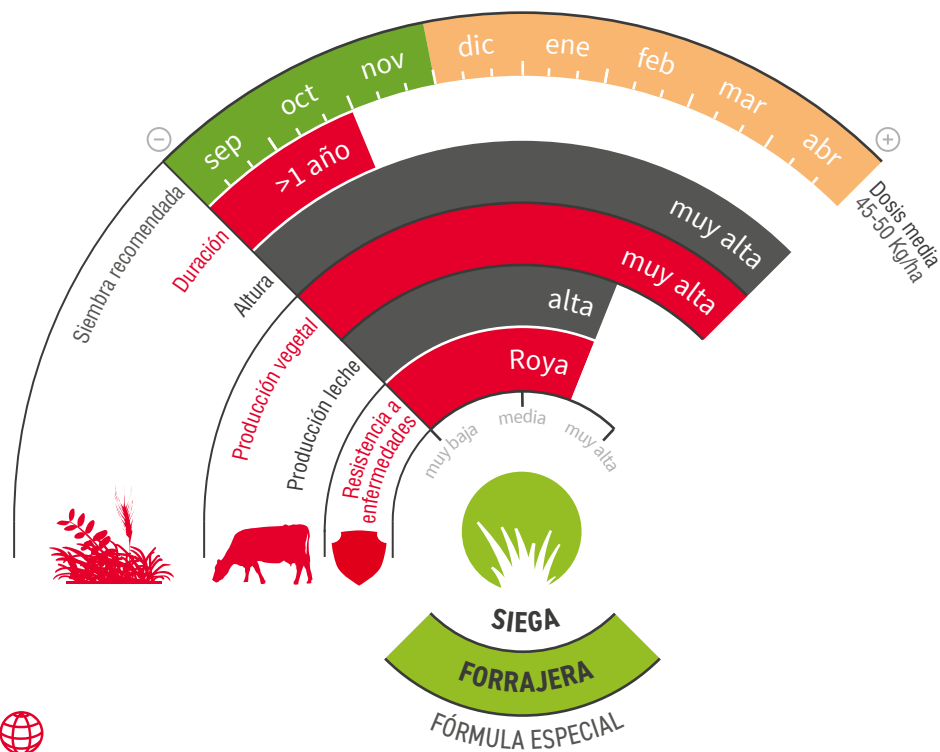 sep oct nov dic ene feb mar abr
−
+
Siembra recomendada
Dosis media
45-50 Kg/ha
Duración
>1 año
Altura
muy alta
Producción vegetal
muy alta
Producción leche
alta
Resistencia a
enfermedades
Roya
muy baja
media
muy alta
SIEGA
FORRAJERA
FÓRMULA ESPECIAL